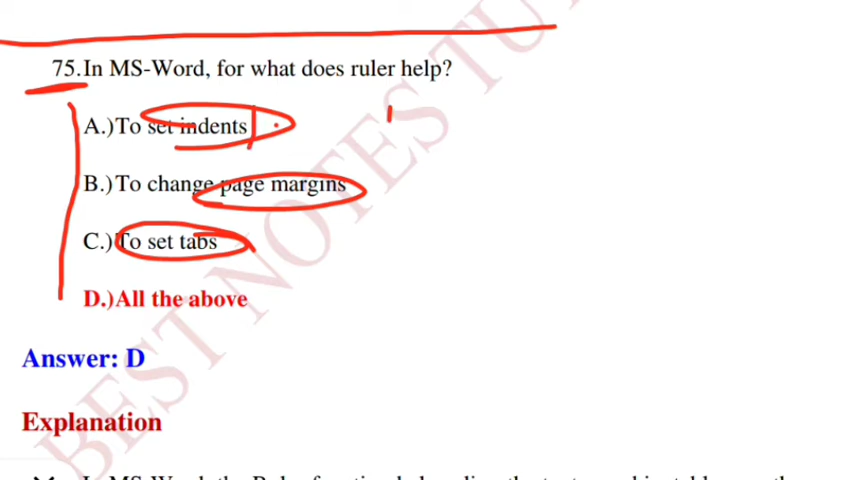 75.In MS-Word, for what does ruler help?
A.)To set indents
B.)To change page margins
C.)To set tabs
D.)All the above
Answer: D
Explanation
BEST NOTES